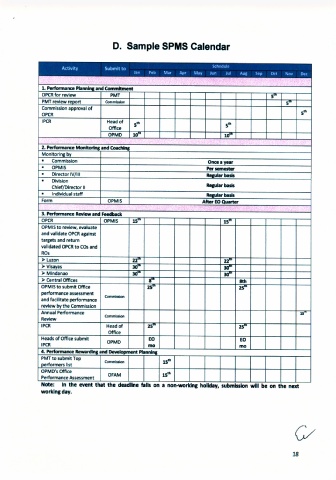 D. Sample SPMS Calendar
Activity Submit to Schedule
Jan Feb Mar Apr May Jun Jul Aug Sep Oct Nov Dec
1. Performance Planning and Commitment
OPCR for review PMT 5th
PMT review report Commission 5th
Commission approval of 5th
OPCR
IPCR Head of 5th 5th
Office
OPMD 10th 10th
2. Performance Monitoring and Coaching
Monitoring by
• Commission Once a year
• OPMIS Per semester
• Director IV/III Regular basis
• Division
Chief/Director II Regular basis
• Individual staff Regular basis
Form OPMIS After EO Quarter
3. Performance Review and Feedback
OPCR OPMIS 15th 15th
OPMIS to review, evaluate
and validate OPCR against
targets and return
validated OPCR to COs and
ROs
➢ Luzon 22nd 22nd
➢ Visayas 30th 30th
➢ Mindanao 30th 30th
➢ Central Offices 8th 8th
OPMIS to submit Office 25th 25th
performance assessment
and facilitate performance Commission
review by the Commission
Annual Performance
Review Commission
IPCR Head of 25th 25th
Office
Heads of Office submit OPMD EO EO
IPCR mo mo
4. Performance Rewarding and Development Planning
PMT to submit Top Commission 15th
performers list
OPMD's Office OFAM 15th
Performance Assessment
Note: In the event that the deadline falls on a non-working holiday, submission will be on the next
working day.
18